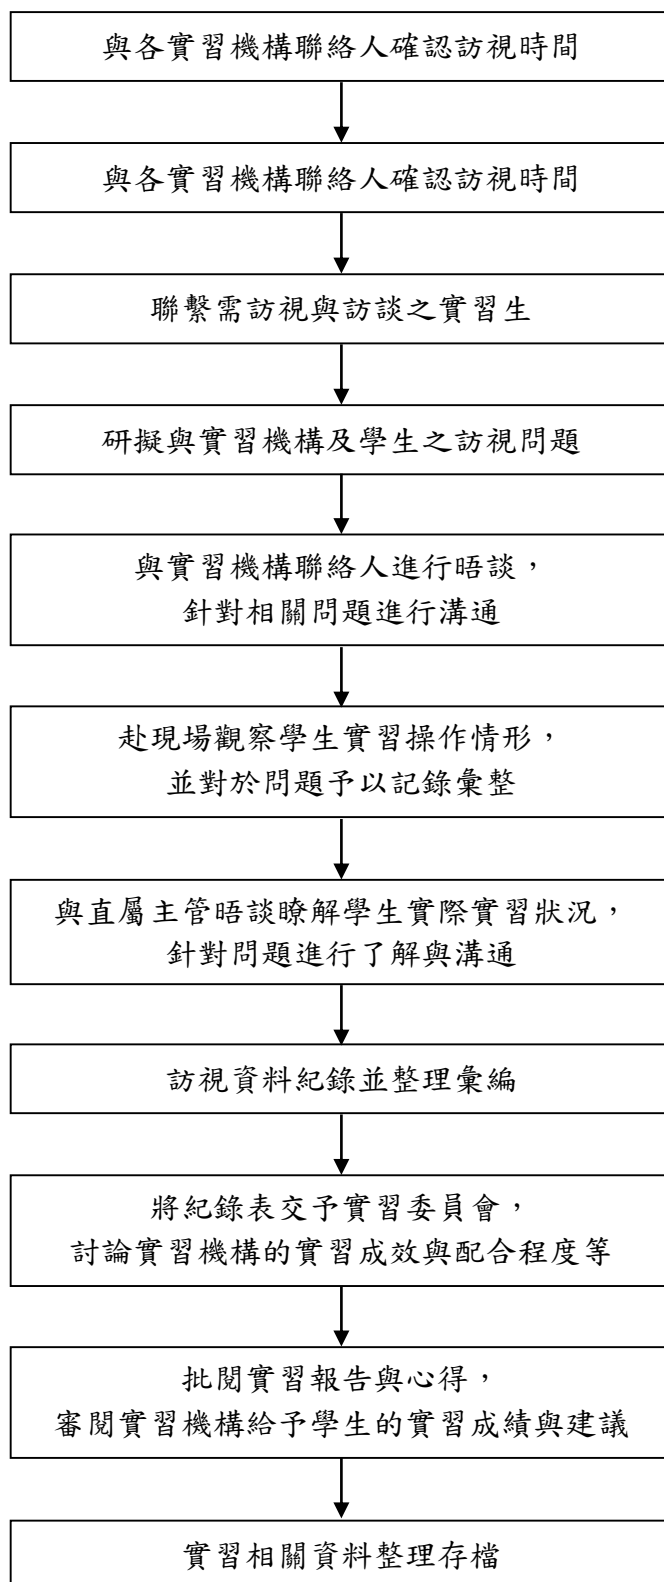 與各實習機構聯絡人確認訪視時間
與各實習機構聯絡人確認訪視時間
聯繫需訪視與訪談之實習生
研擬與實習機構及學生之訪視問題
與實習機構聯絡人進行晤談，
針對相關問題進行溝通
赴現場觀察學生實習操作情形，
並對於問題予以記錄彙整
與直屬主管晤談瞭解學生實際實習狀況，
針對問題進行了解與溝通
訪視資料紀錄並整理彙編
將紀錄表交予實習委員會，
討論實習機構的實習成效與配合程度等
批閱實習報告與心得，
審閱實習機構給予學生的實習成績與建議
實習相關資料整理存檔